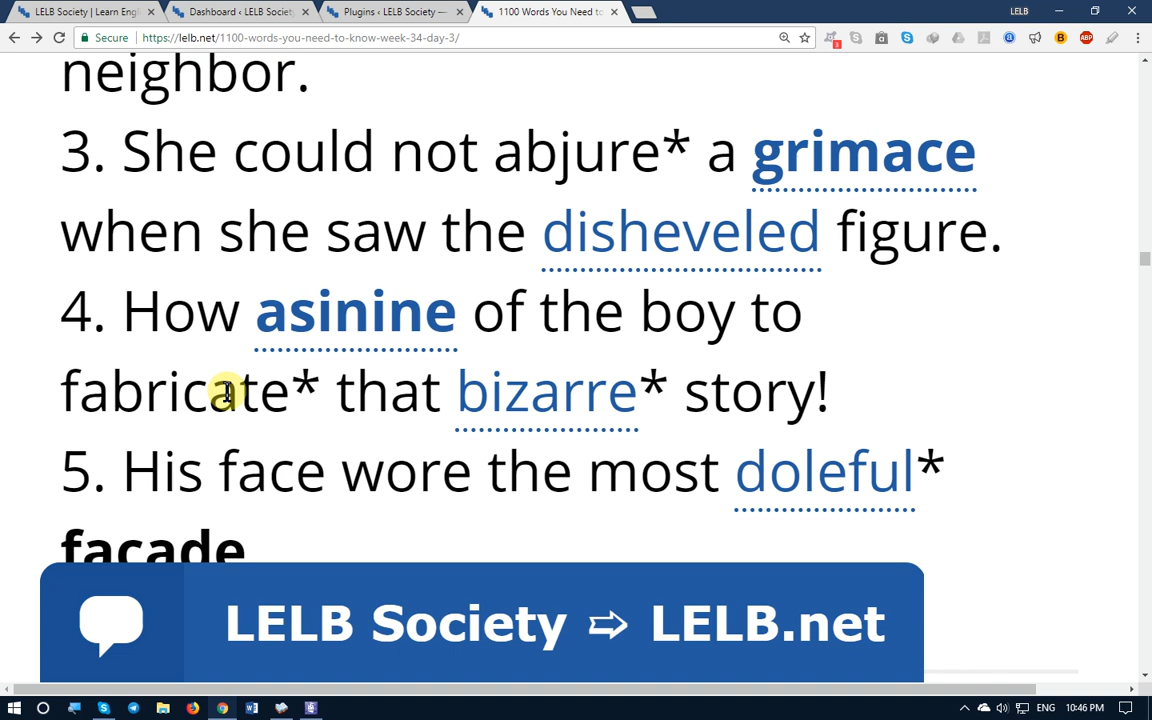 LELB Society | Learn Engl
Dashboard ‹ LELB Societ
Plugins ‹ LELB Society —
1100 Words You Need to
LELB
Secure
https://lelb.net/1100-words-you-need-to-know-week-34-day-3/
3
ABP
neighbor.
3. She could not abjure* a grimace
when she saw the disheveled figure.
4. How asinine of the boy to
fabricate* that bizarre* story!
5. His face wore the most doleful*
facade
LELB Society ⇨ LELB.net
ENG
10:46 PM